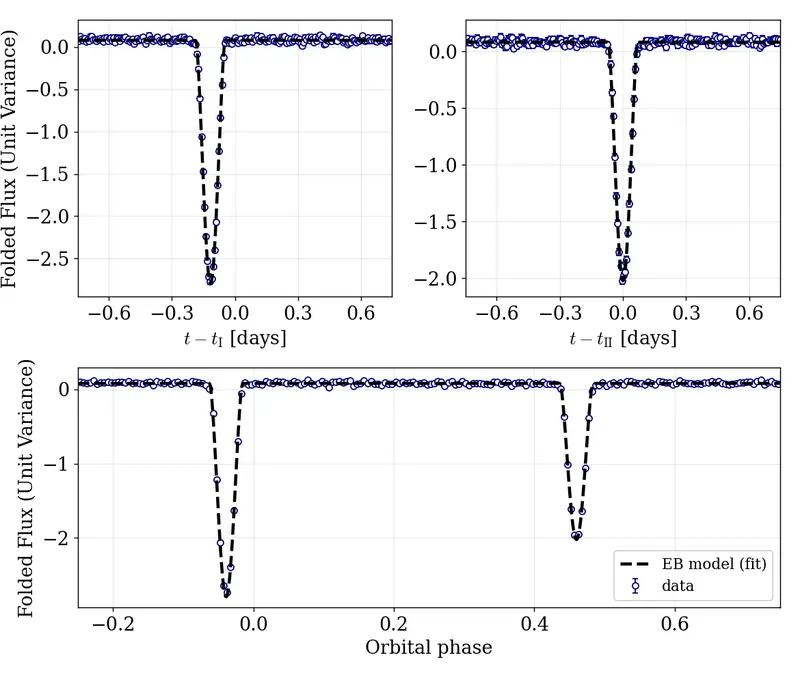 Folded Flux (Unit Variance)
0.0
−0.5
−1.0
−1.5
−2.0
−2.5
−0.6 −0.3 0.0 0.3 0.6
t − tI [days]
0.0
−0.5
−1.0
−1.5
−2.0
−0.6 −0.3 0.0 0.3 0.6
t − tII [days]
Folded Flux (Unit Variance)
0
−1
−2
EB model (fit)
data
−0.2 0.0 0.2 0.4 0.6
Orbital phase